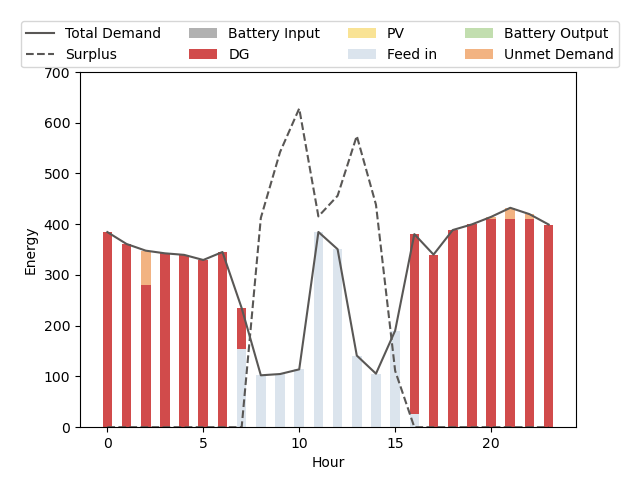 Total Demand Battery Input PV Battery Output
Surplus DG Feed in Unmet Demand
700
600
500
400
300
200
100
0
Energy
0 5 10 15 20
Hour